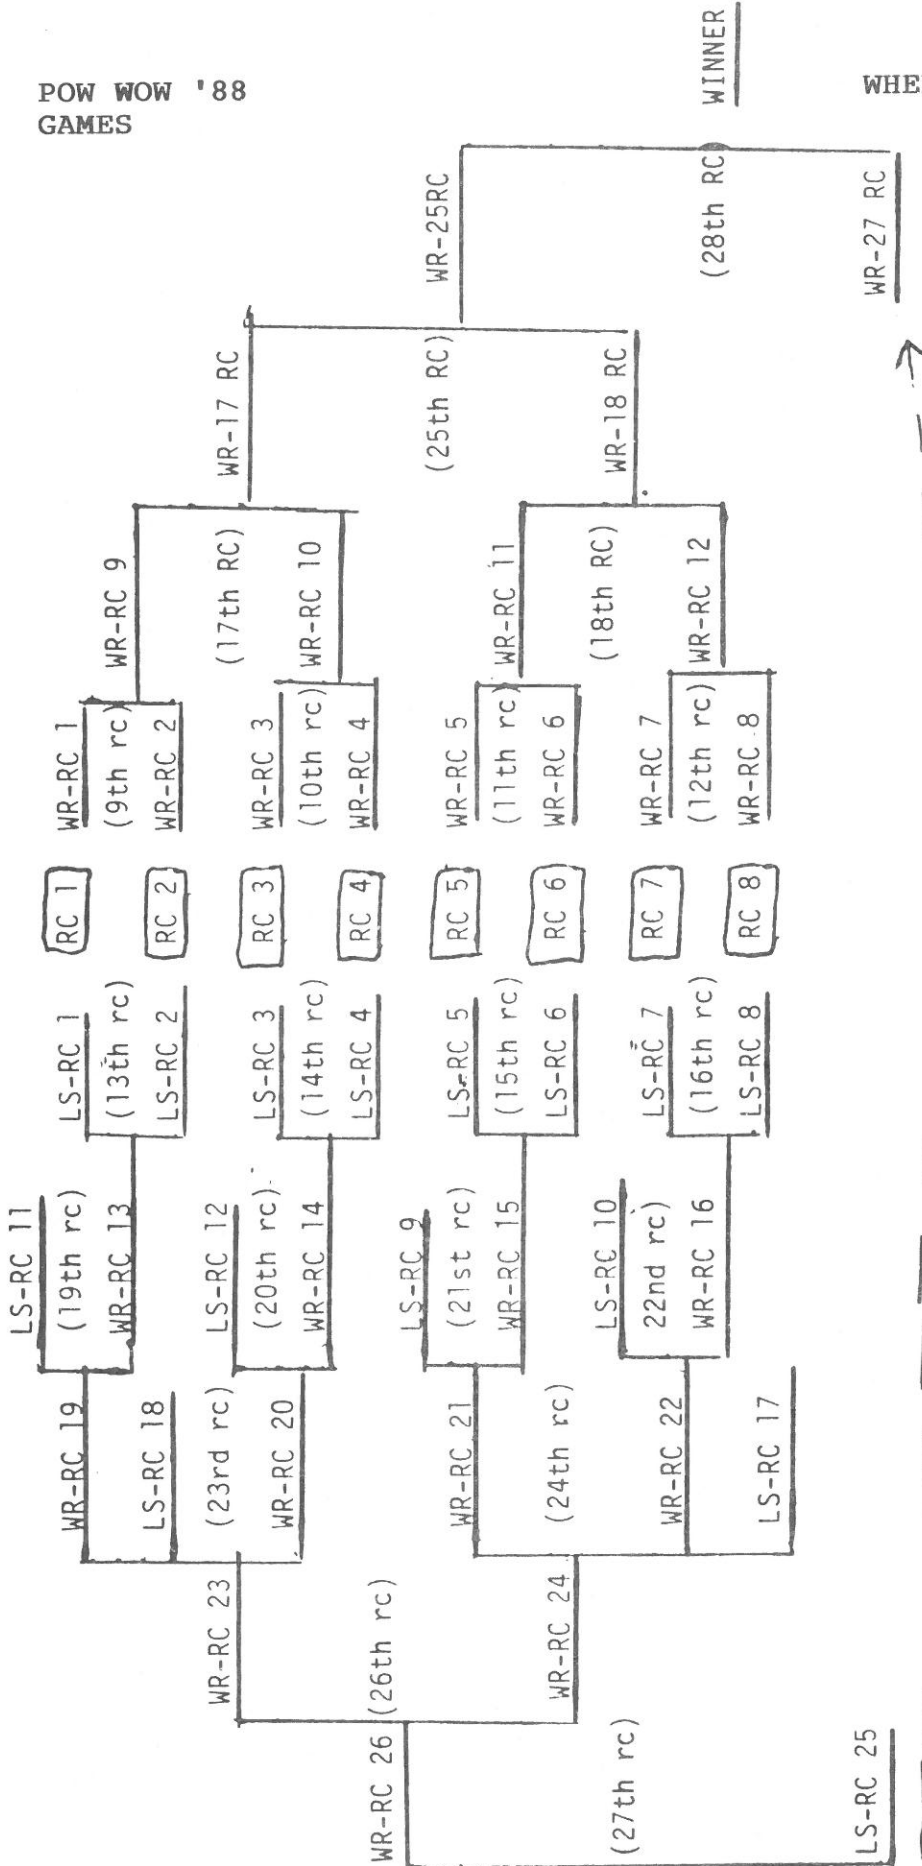 POW WOW '88
GAMES
WHE
WINNER
(28th RC)
WR-25RC
WR-27 RC
WR-17 RC
(25th RC)
WR-18 RC
WR-RC 9
(17th RC)
WR-RC 10
WR-RC 11
(18th RC)
WR-RC 12
WR-RC 1
(9th rc)
WR-RC 2
WR-RC 3
(10th rc)
WR-RC 4
WR-RC 5
(11th rc)
WR-RC 6
WR-RC 7
(12th rc)
WR-RC 8
RC 1
RC 2
RC 3
RC 4
RC 5
RC 6
RC 7
RC 8
LS-RC 1
(13th rc)
LS-RC 2
LS-RC 3
(14th rc)
LS-RC 4
LS-RC 5
(15th rc)
LS-RC 6
LS-RC 7
(16th rc)
LS-RC 8
LS-RC 11
(19th rc)
WR-RC 13
LS-RC 12
(20th rc)
WR-RC 14
LS-RC 9
(21st rc)
WR-RC 15
LS-RC 10
22nd rc)
WR-RC 16
WR-RC 19
LS-RC 18
(23rd rc)
WR-RC 20
WR-RC 21
(24th rc)
WR-RC 22
LS-RC 17
WR-RC 23
(26th rc)
WR-RC 24
WR-RC 26
(27th rc)
LS-RC 25